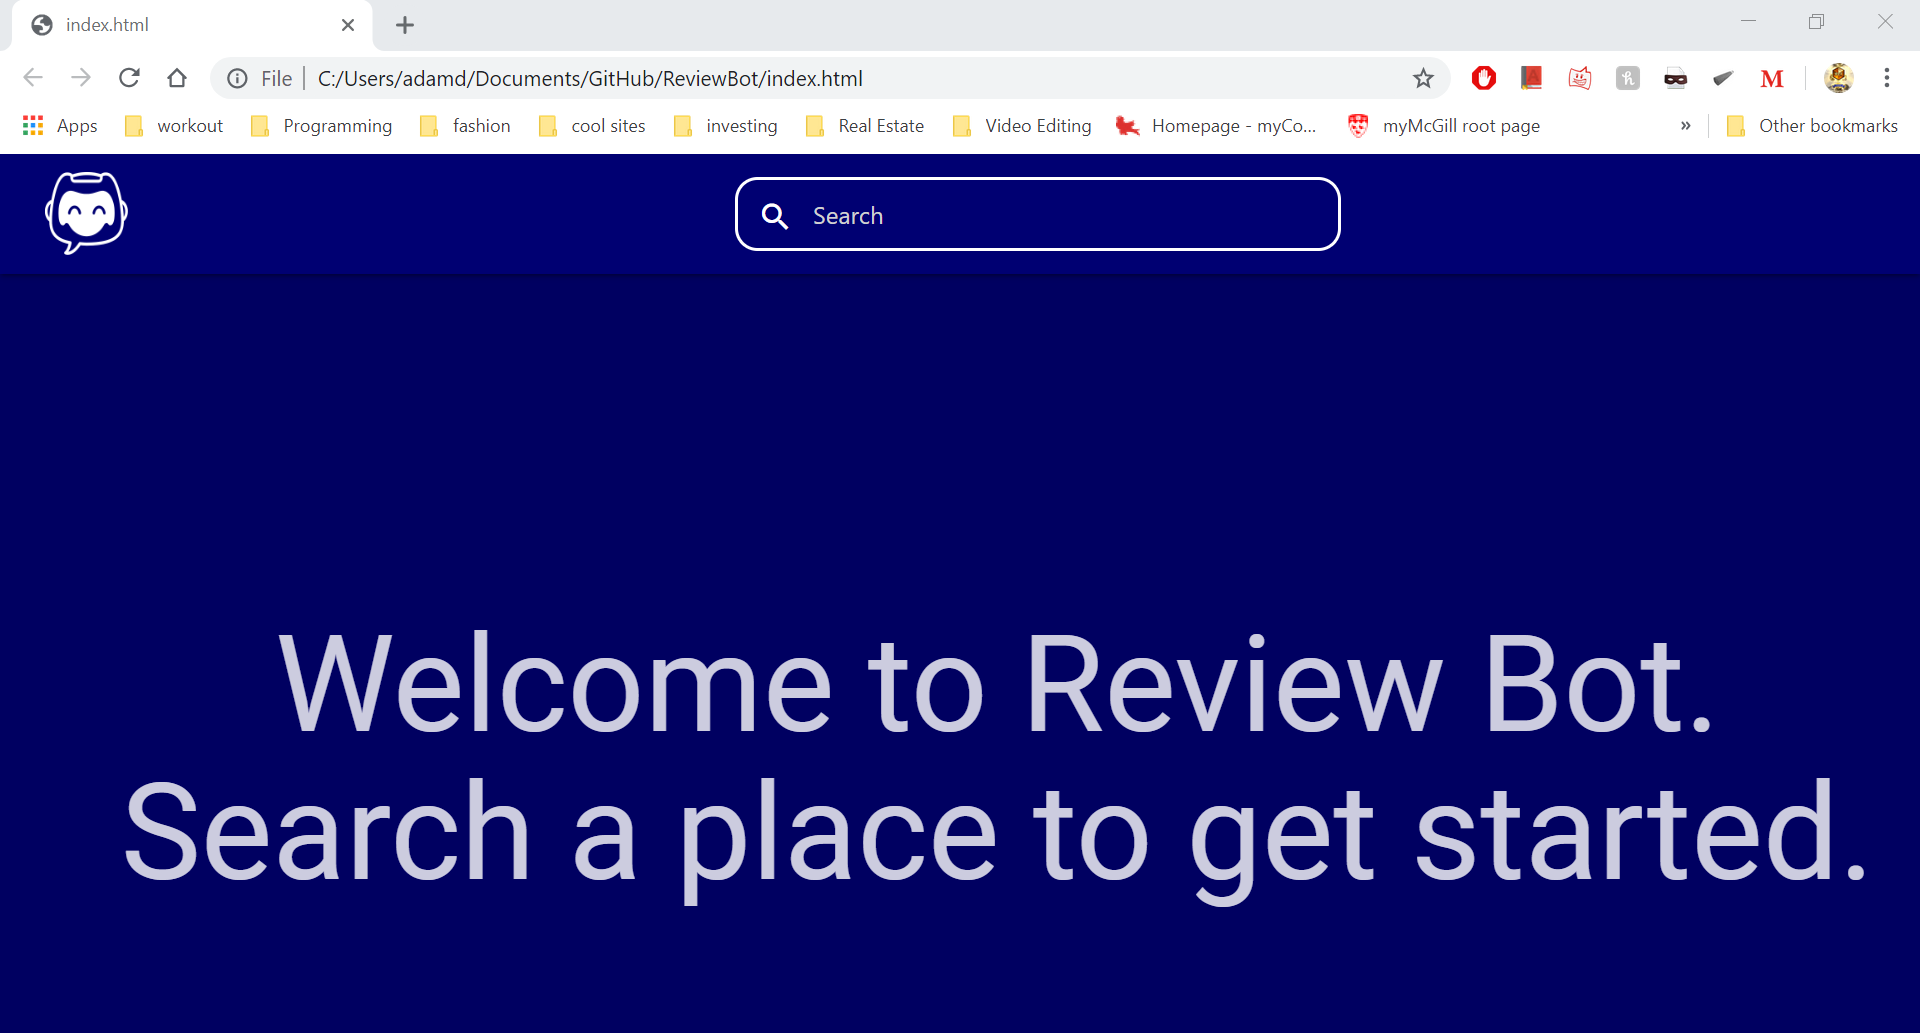 index.html
File C:/Users/adamd/Documents/GitHub/ReviewBot/index.html
Apps workout Programming fashion cool sites investing Real Estate Video Editing Homepage - myCo... myMcGill root page » Other bookmarks
Search
Welcome to Review Bot.
Search a place to get started.